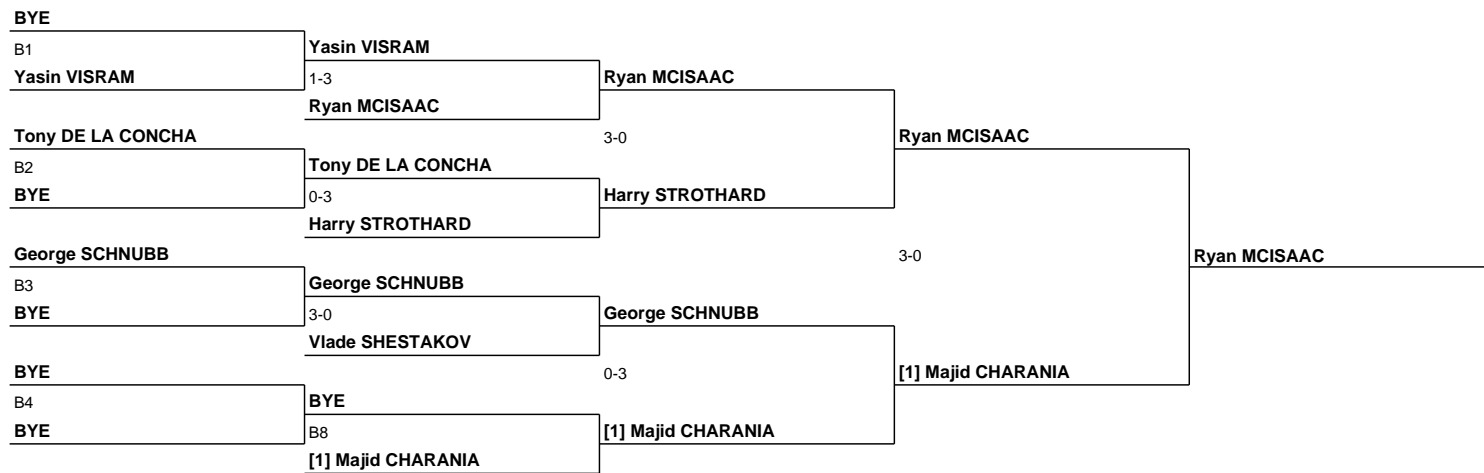 BYE
B1
Yasin VISRAM
Yasin VISRAM
1-3
Ryan MCISAAC
Ryan MCISAAC
Tony DE LA CONCHA
B2
BYE
Tony DE LA CONCHA
0-3
Harry STROTHARD
3-0
Harry STROTHARD
Ryan MCISAAC
George SCHNUBB
B3
BYE
George SCHNUBB
3-0
Vlade SHESTAKOV
George SCHNUBB
BYE
B4
BYE
BYE
B8
[1] Majid CHARANIA
0-3
[1] Majid CHARANIA
[1] Majid CHARANIA
3-0
Ryan MCISAAC